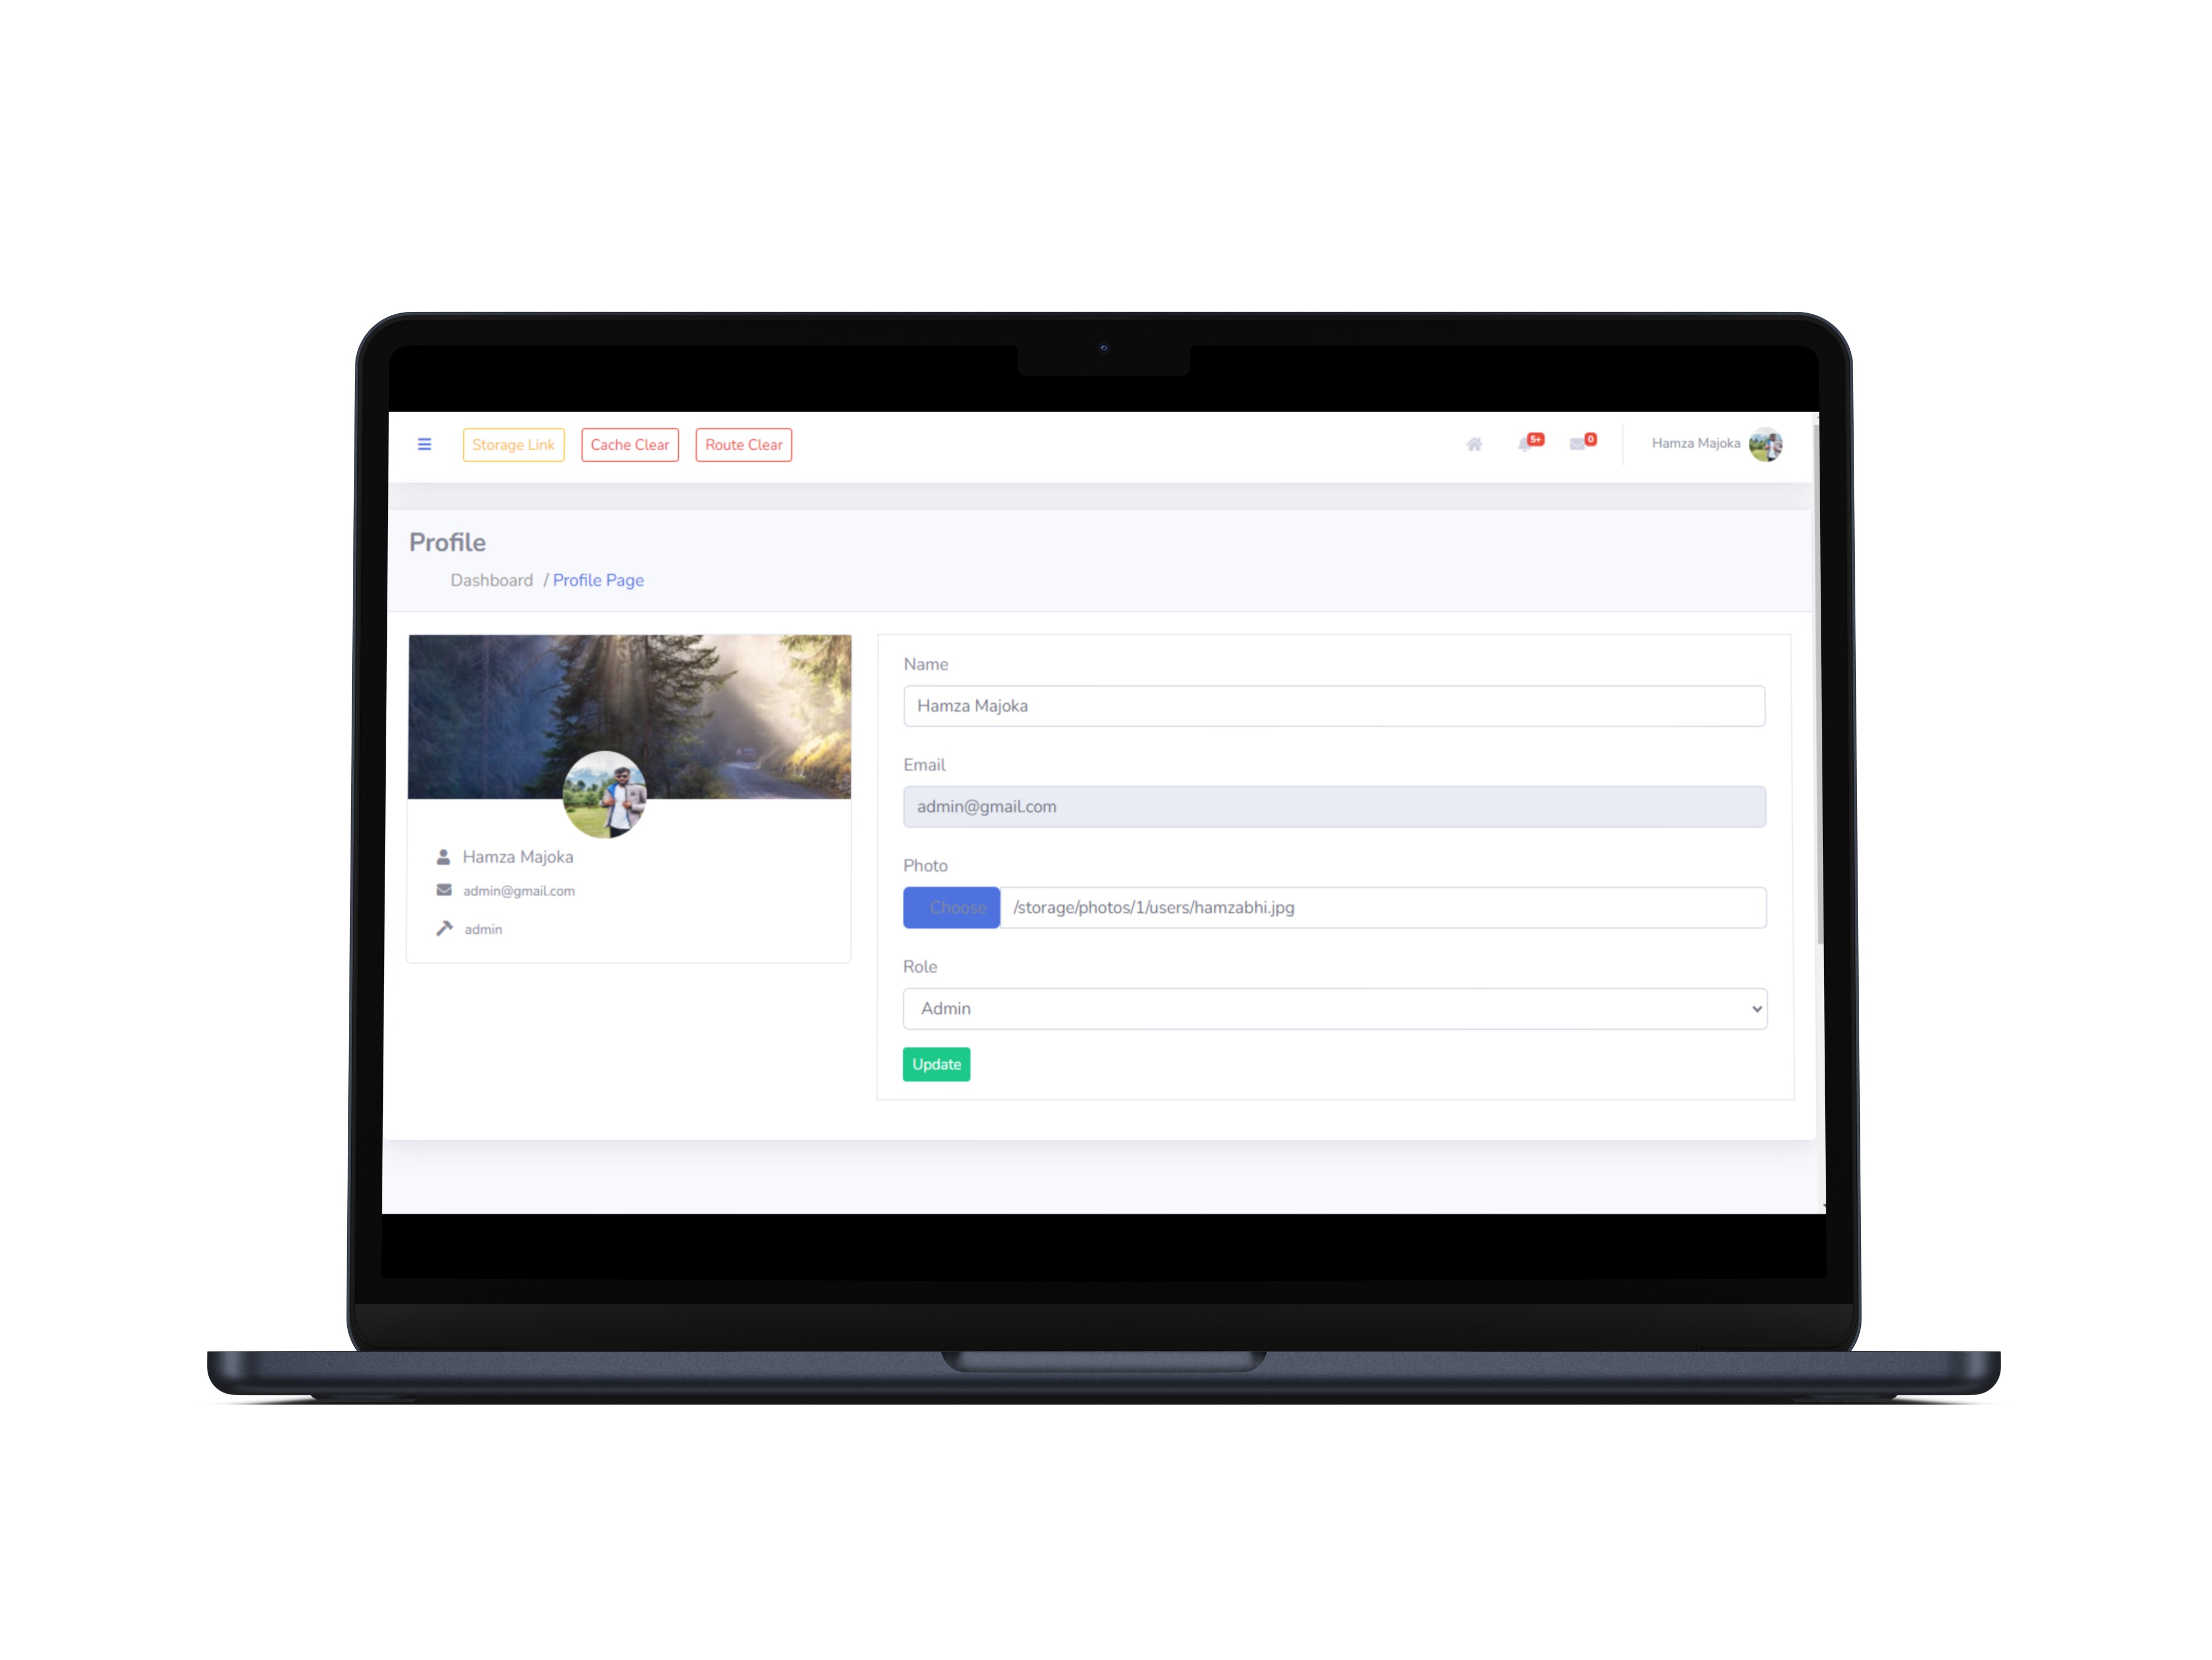 Storage Link Cache Clear Route Clear 5+ 0 Hamza Majoka
Profile
Dashboard / Profile Page
Hamza Majoka
admin@gmail.com
admin
Name
Hamza Majoka
Email
admin@gmail.com
Photo
Choose /storage/photos/1/users/hamzabhi.jpg
Role
Admin
Update